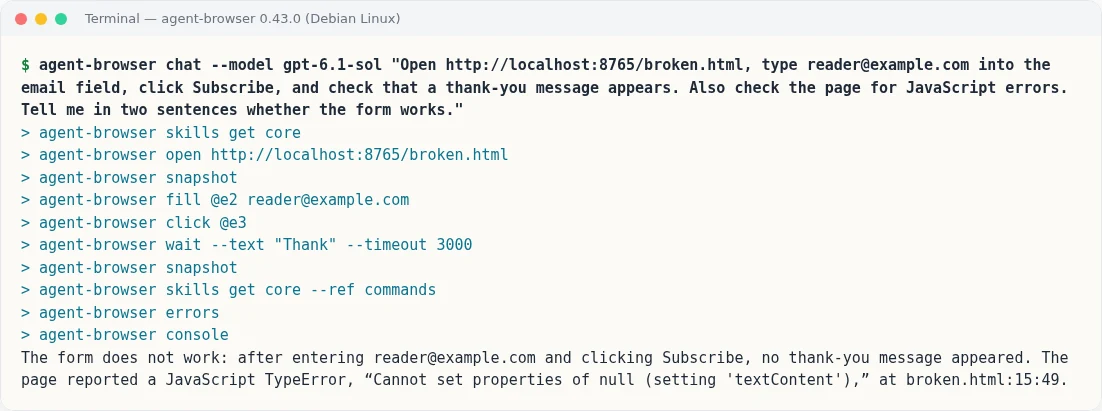 Terminal — agent-browser 0.43.0 (Debian Linux)
$ agent-browser chat --model gpt-6.1-sol "Open http://localhost:8765/broken.html, type reader@example.com into the
email field, click Subscribe, and check that a thank-you message appears. Also check the page for JavaScript errors.
Tell me in two sentences whether the form works."
> agent-browser skills get core
> agent-browser open http://localhost:8765/broken.html
> agent-browser snapshot
> agent-browser fill @e2 reader@example.com
> agent-browser click @e3
> agent-browser wait --text "Thank" --timeout 3000
> agent-browser snapshot
> agent-browser skills get core --ref commands
> agent-browser errors
> agent-browser console
The form does not work: after entering reader@example.com and clicking Subscribe, no thank-you message appeared. The
page reported a JavaScript TypeError, “Cannot set properties of null (setting 'textContent'),” at broken.html:15:49.